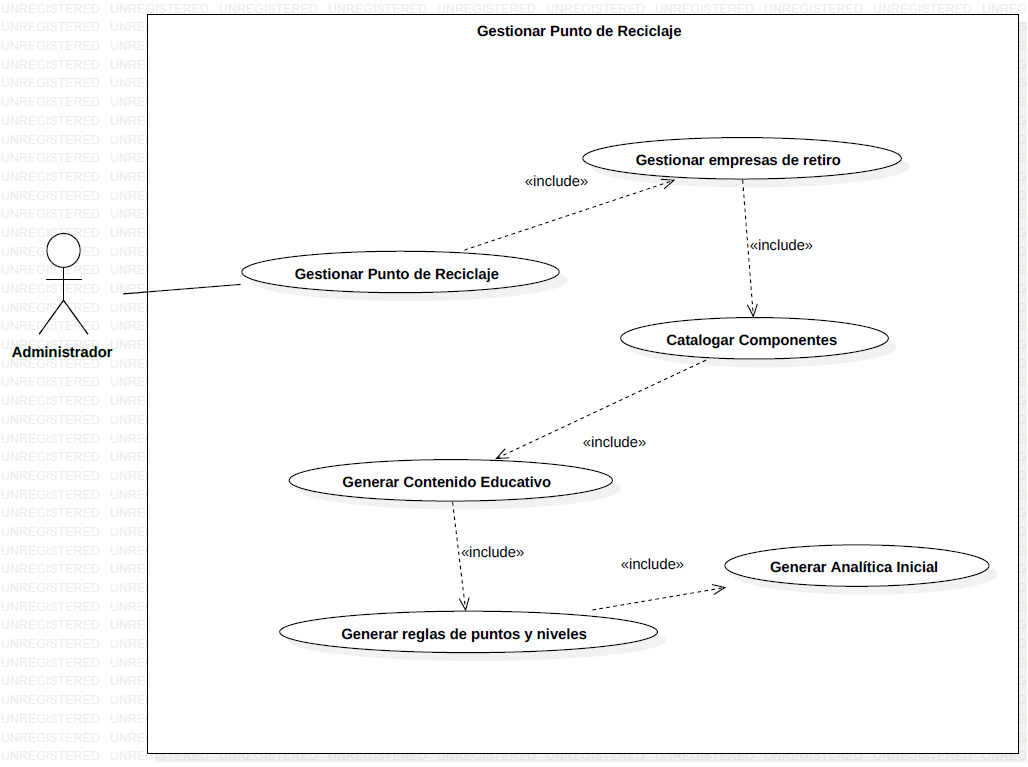 Gestionar Punto de Reciclaje
Gestionar empresas de retiro
«include»
«include»
Gestionar Punto de Reciclaje
Administrador
Catalogar Componentes
«include»
Generar Contenido Educativo
«include»
«include»
Generar Analítica Inicial
Generar reglas de puntos y niveles
UNREGISTERED